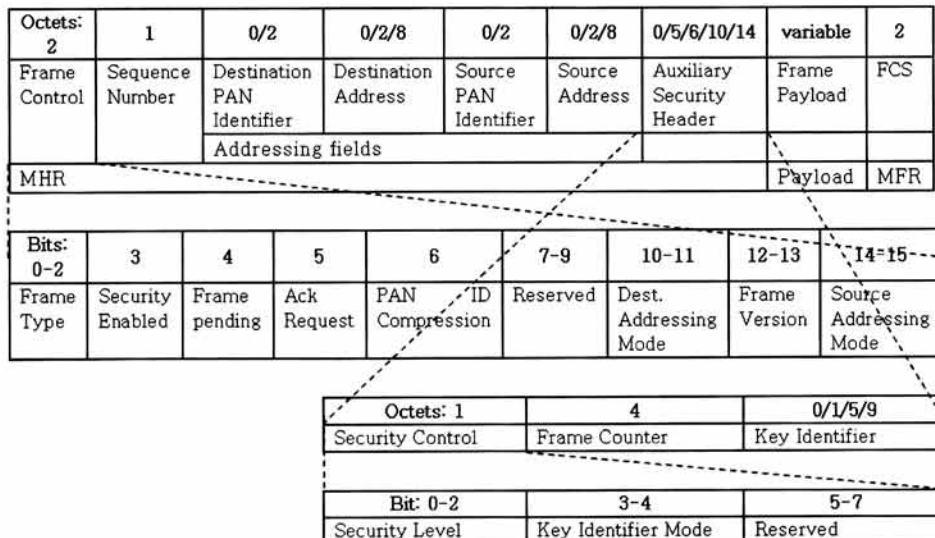 Octets: 2 1 0/2 0/2/8 0/2 0/2/8 0/5/6/10/14 variable 2
Frame Control Sequence Number Destination PAN Identifier Destination Address Source PAN Identifier Source Address Auxiliary Security Header Frame Payload FCS
Addressing fields
MHR Payload MFR
Bits: 0-2 3 4 5 6 7-9 10-11 12-13 14-15
Frame Type Security Enabled Frame pending Ack Request PAN ID Compression Reserved Dest. Addressing Mode Frame Version Source Addressing Mode
Octets: 1 4 0/1/5/9
Security Control Frame Counter Key Identifier
Bit: 0-2 3-4 5-7
Security Level Key Identifier Mode Reserved